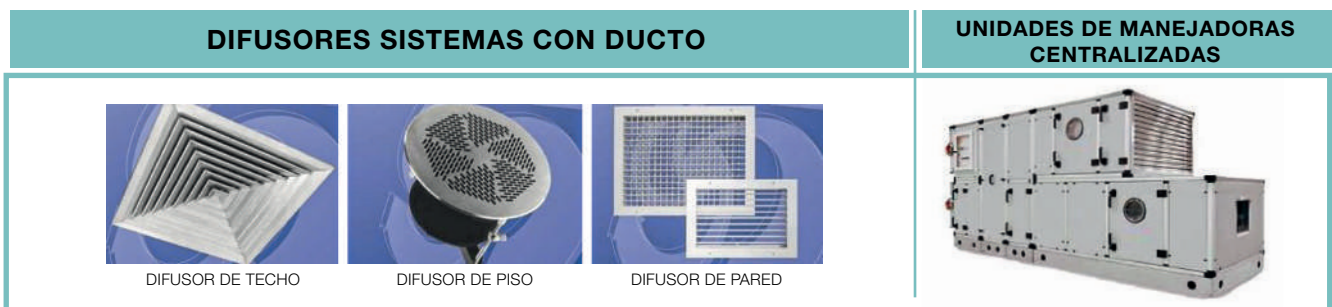 DIFUSORES SISTEMAS CON DUCTO
UNIDADES DE MANEJADORAS
CENTRALIZADAS
DIFUSOR DE TECHO
DIFUSOR DE PISO
DIFUSOR DE PARED